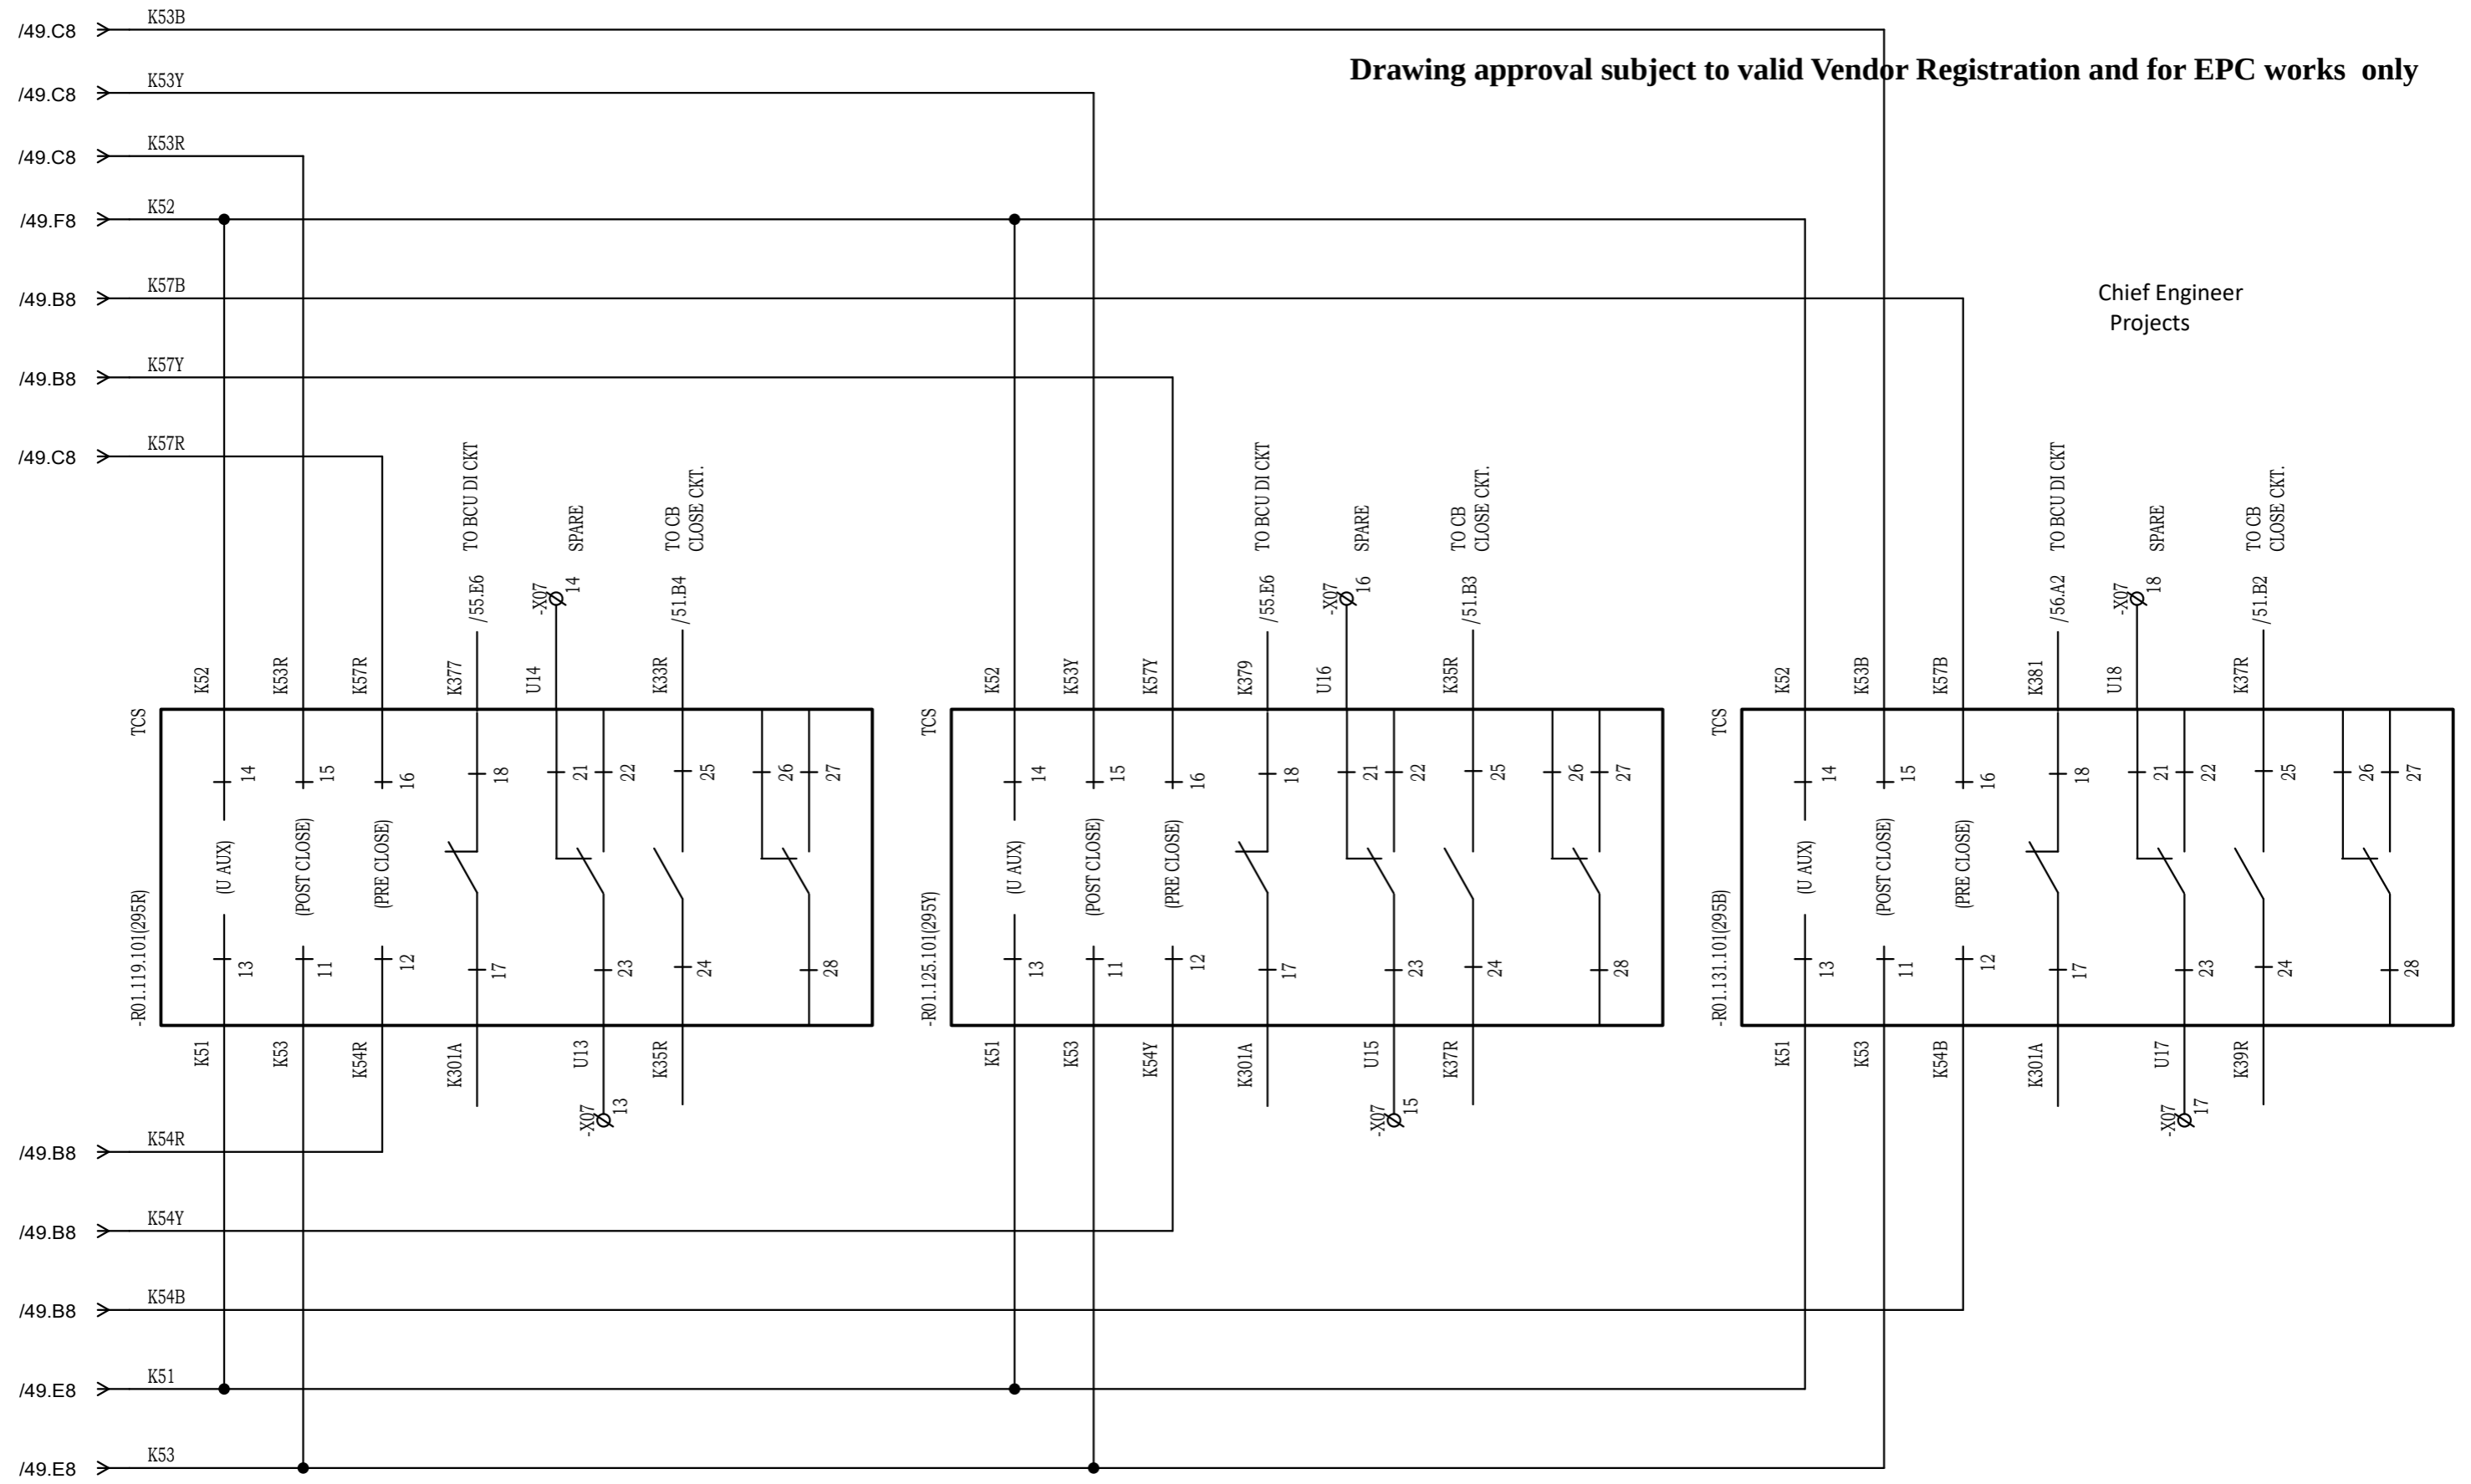 /49.C8 K53B
Drawing approval subject to valid Vendor Registration and for EPC works only
/49.C8 K53Y
/49.C8 K53R
/49.F8 K52
/49.B8 K57B
Chief Engineer
Projects
/49.B8 K57Y
/49.C8 K57R
TCS
-R01.119.101(295R)
K52
K53R
K57R
K377
/55.E6
TO BCU DI CKT
U14
-X07
14
SPARE
K33R
/51.B4
TO CB
CLOSE CKT.
14
15
16
18
21
22
25
26
27
(U AUX)
(POST CLOSE)
(PRE CLOSE)
13
11
12
17
23
24
28
K51
K53
K54R
K301A
U13
-X07
13
K35R
TCS
-R01.125.101(295Y)
K52
K53Y
K57Y
K379
/55.E6
TO BCU DI CKT
U16
-X07
16
SPARE
K35R
/51.B3
TO CB
CLOSE CKT.
14
15
16
18
21
22
25
26
27
(U AUX)
(POST CLOSE)
(PRE CLOSE)
13
11
12
17
23
24
28
K51
K53
K54Y
K301A
U15
-X07
15
K37R
TCS
-R01.131.101(295B)
K52
K53B
K57B
K381
/56.A2
TO BCU DI CKT
U18
-X07
18
SPARE
K37R
/51.B2
TO CB
CLOSE CKT.
14
15
16
18
21
22
25
26
27
(U AUX)
(POST CLOSE)
(PRE CLOSE)
13
11
12
17
23
24
28
K51
K53
K54B
K301A
U17
-X07
17
K39R
/49.B8 K54R
/49.B8 K54Y
/49.B8 K54B
/49.E8 K51
/49.E8 K53